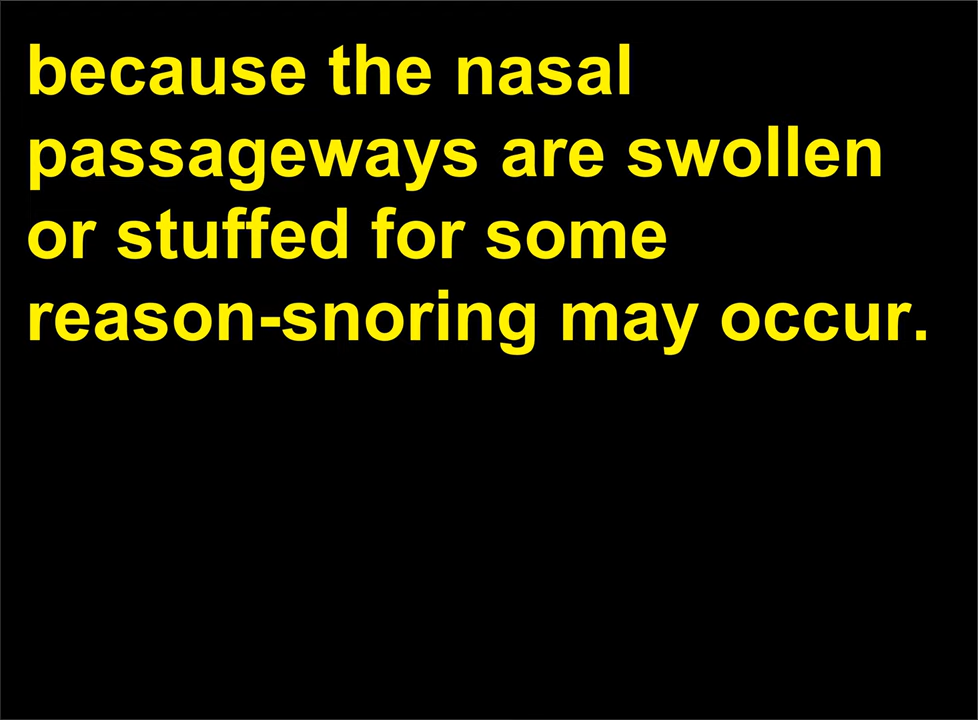 because the nasal
passageways are swollen
or stuffed for some
reason-snoring may occur.